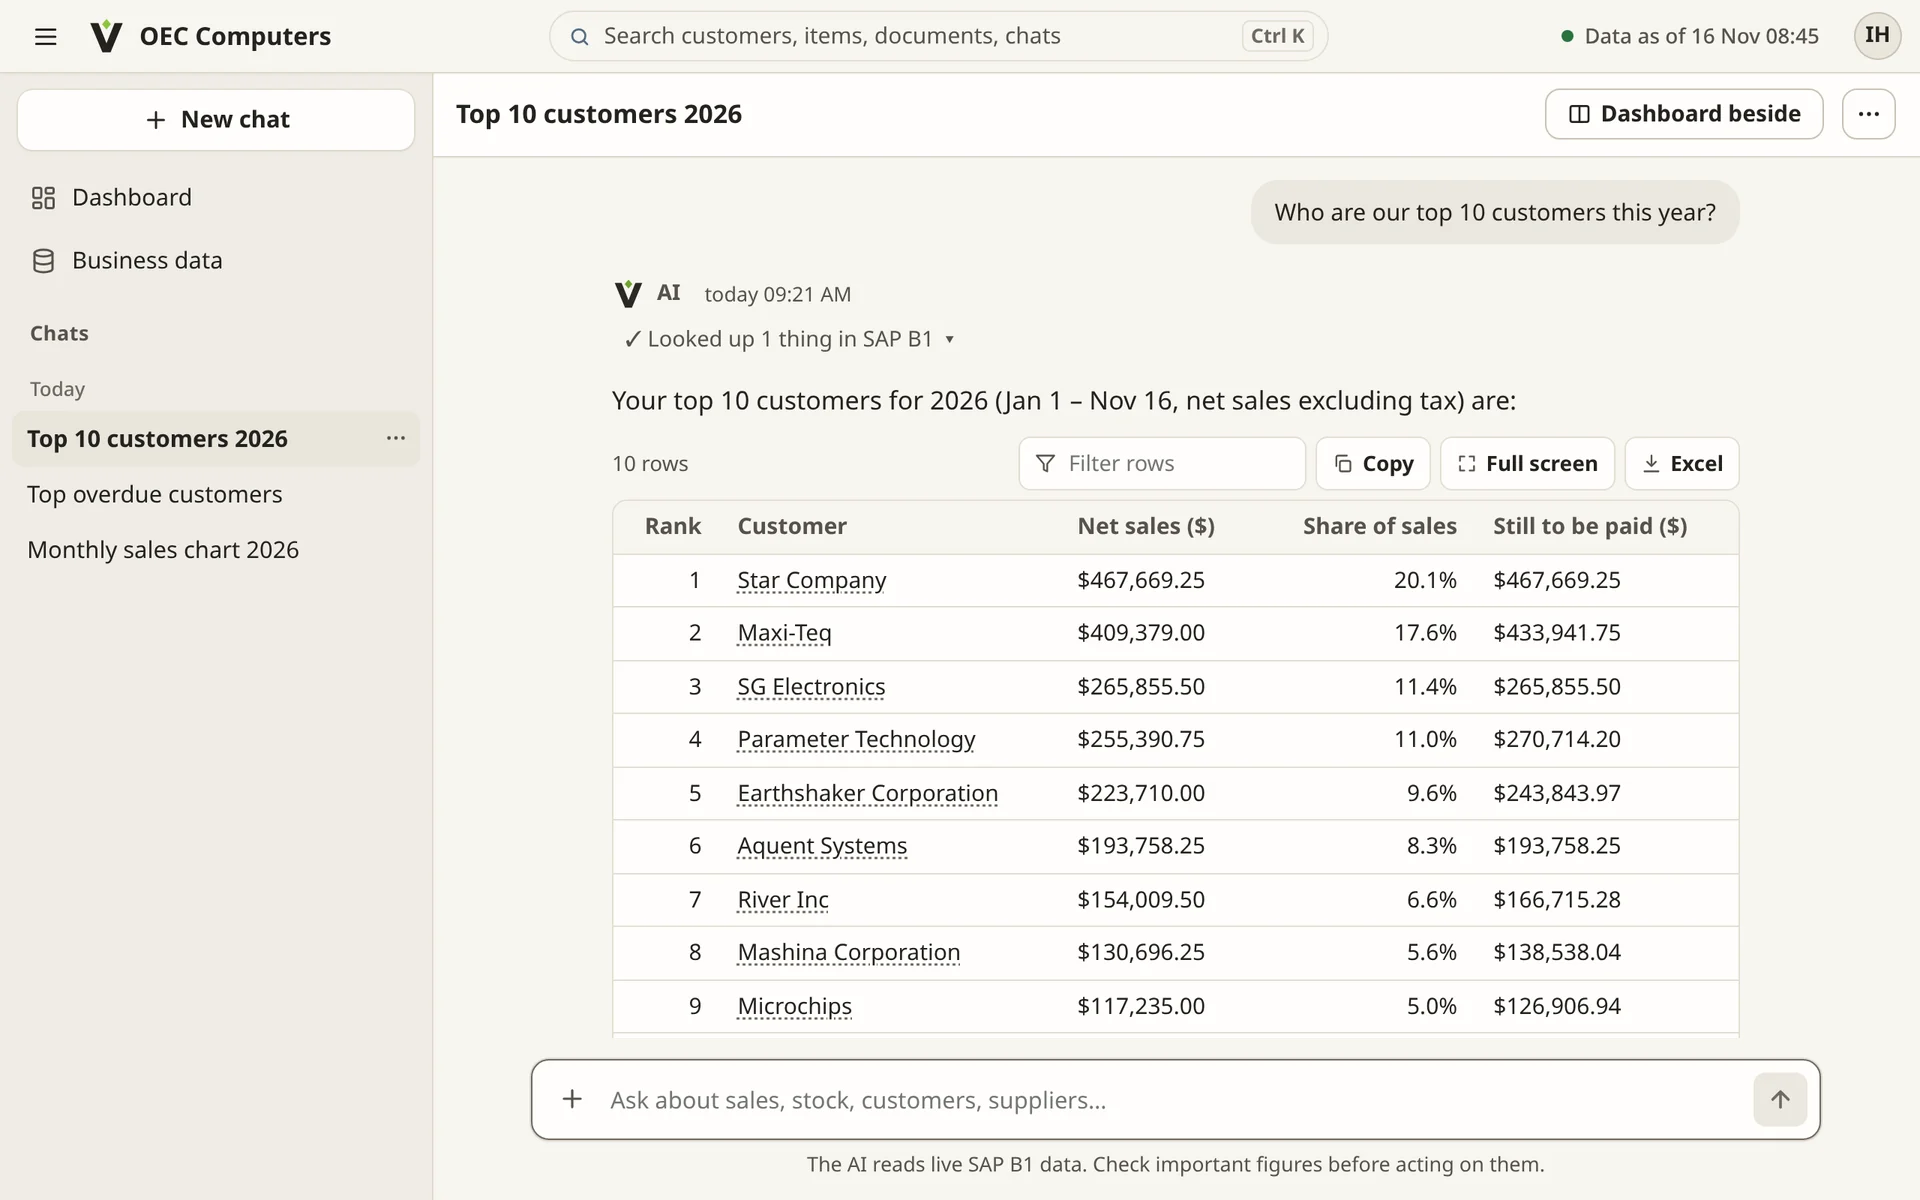 OEC Computers
Search customers, items, documents, chats
Ctrl K
Data as of 16 Nov 08:45
IH
New chat
Dashboard
Business data
Chats
Today
Top 10 customers 2026
Top overdue customers
Monthly sales chart 2026
Top 10 customers 2026
Dashboard beside
Who are our top 10 customers this year?
AI today 09:21 AM
✓ Looked up 1 thing in SAP B1 ▾
Your top 10 customers for 2026 (Jan 1 – Nov 16, net sales excluding tax) are:
10 rows
Filter rows
Copy
Full screen
Excel
Rank Customer Net sales ($) Share of sales Still to be paid ($)
1 Star Company $467,669.25 20.1% $467,669.25
2 Maxi-Teq $409,379.00 17.6% $433,941.75
3 SG Electronics $265,855.50 11.4% $265,855.50
4 Parameter Technology $255,390.75 11.0% $270,714.20
5 Earthshaker Corporation $223,710.00 9.6% $243,843.97
6 Aquent Systems $193,758.25 8.3% $193,758.25
7 River Inc $154,009.50 6.6% $166,715.28
8 Mashina Corporation $130,696.25 5.6% $138,538.04
9 Microchips $117,235.00 5.0% $126,906.94
Ask about sales, stock, customers, suppliers...
The AI reads live SAP B1 data. Check important figures before acting on them.